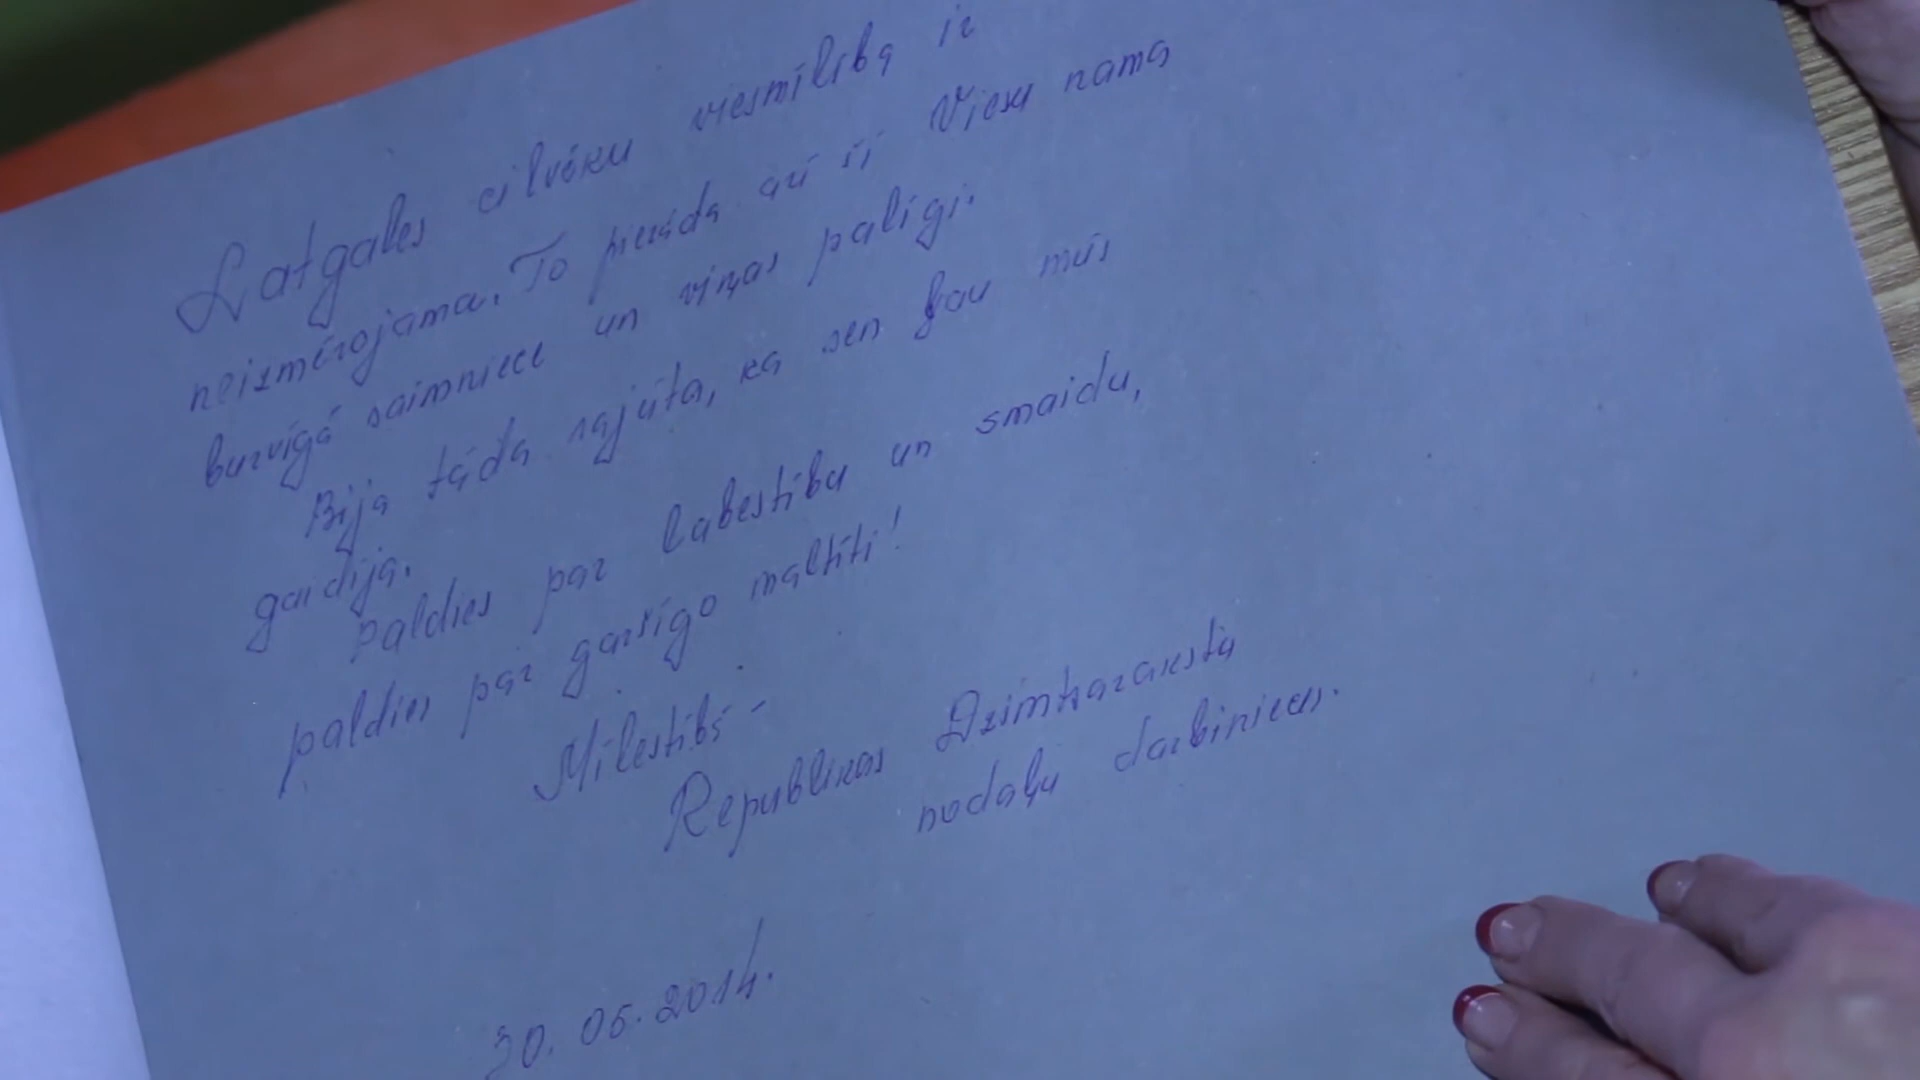 Latgales cilvēku viesmīlība ir
neizmērojama. To pierāda arī šī Viesu nama
burvīgā saimniece un viņas palīgi.
Bija tāda sajūta, ka sen jau mūs
gaidīja.
Paldies par labestību un smaidu,
paldies par garšīgo maltīti!
Mīlestībā -
Republikas Dzimtsarakstu
nodaļu darbinieces.
30. 05. 2014.